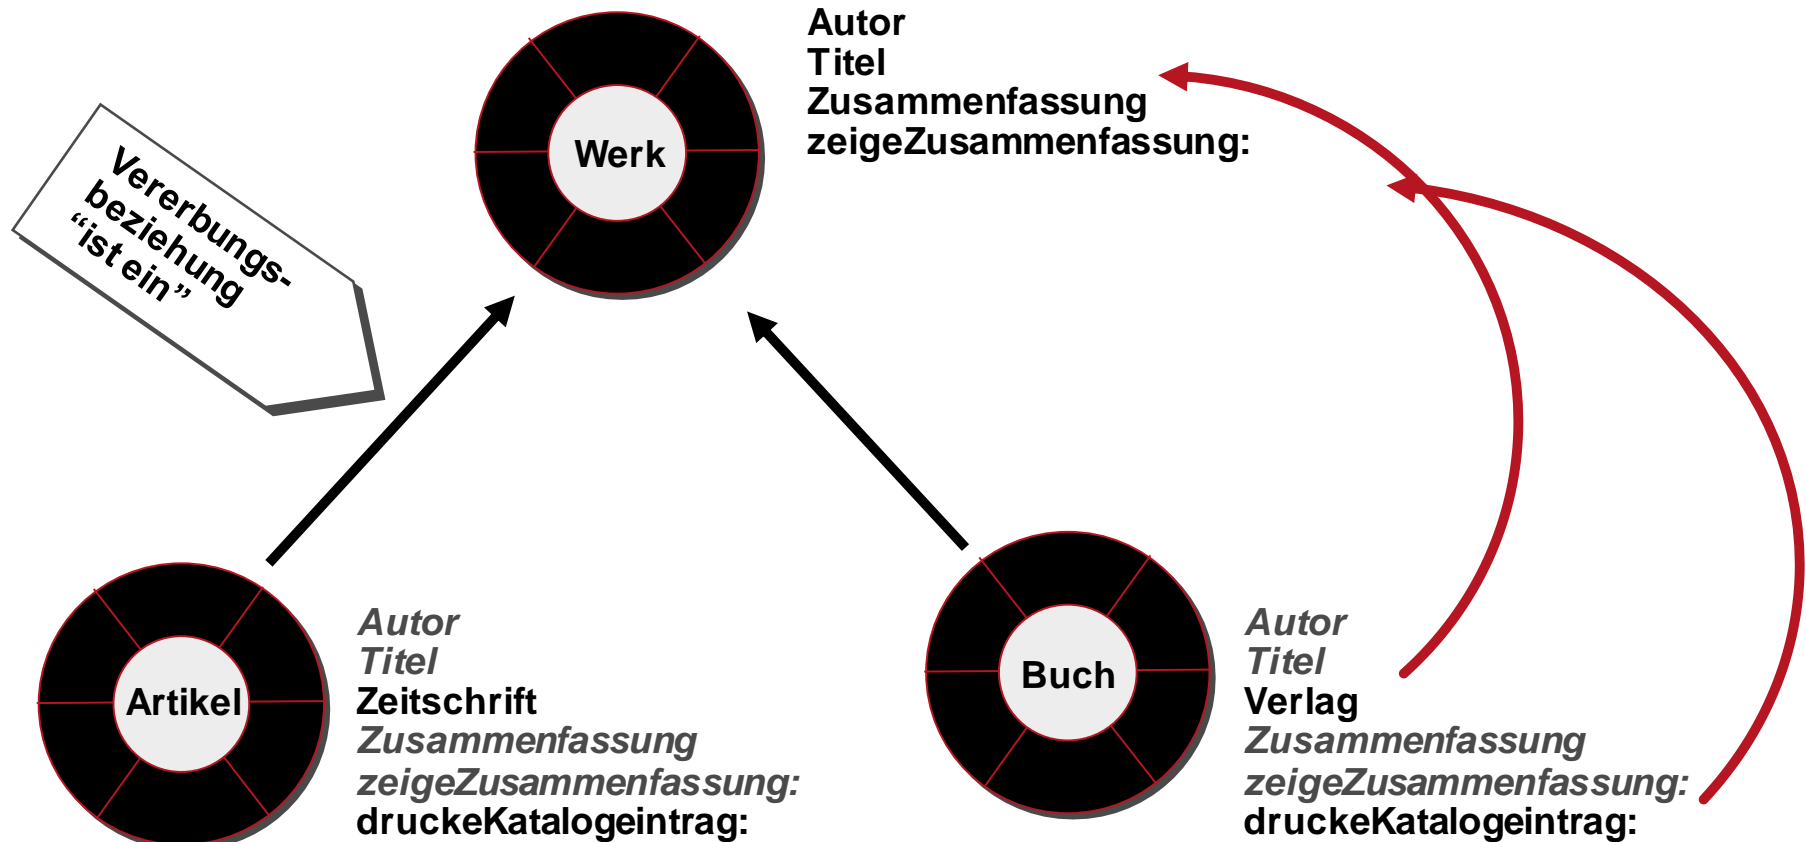 Autor
Titel
Zusammenfassung
zeigeZusammenfassung:
Werk
Vererbungs-
beziehung
“ist ein”
Artikel
Autor
Titel
Zeitschrift
Zusammenfassung
zeigeZusammenfassung:
druckeKatalogeintrag:
Buch
Autor
Titel
Verlag
Zusammenfassung
zeigeZusammenfassung:
druckeKatalogeintrag: